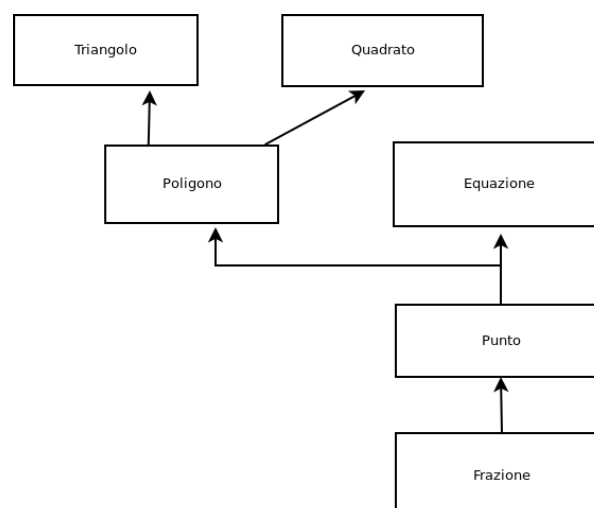 Triangolo
Quadrato
Poligono
Equazione
Punto
Frazione